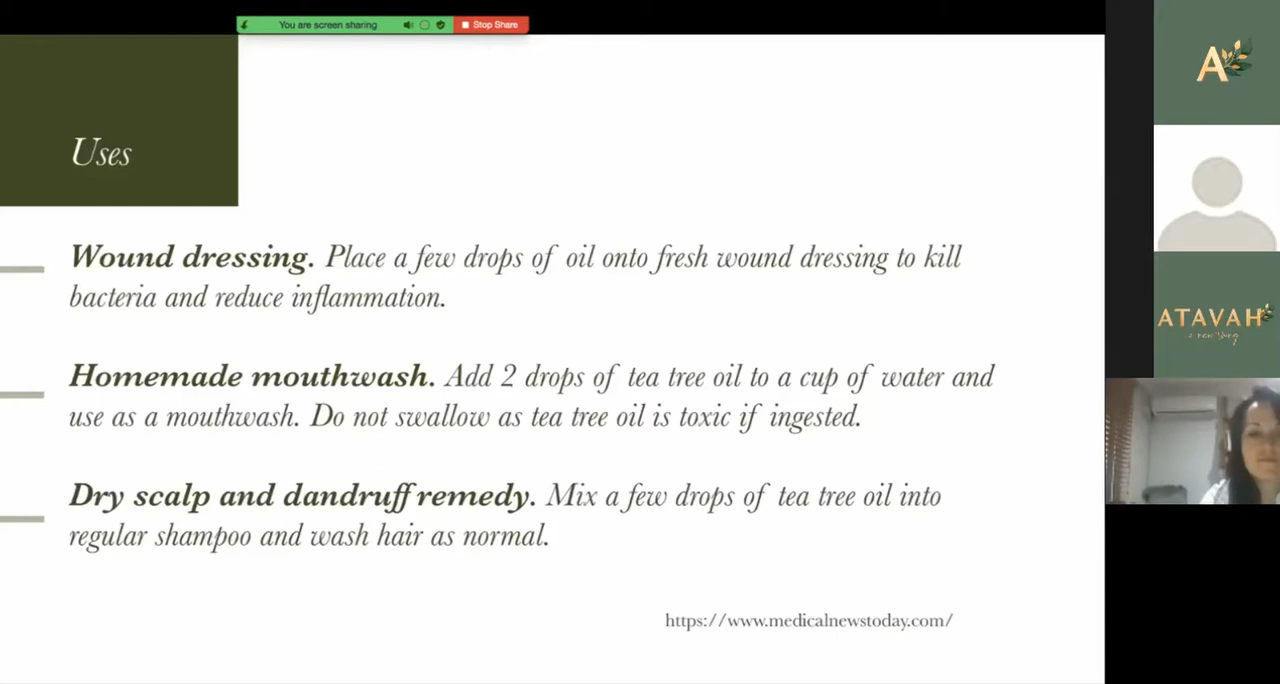 You are screen sharing
Stop Share
Uses
Wound dressing. Place a few drops of oil onto fresh wound dressing to kill
bacteria and reduce inflammation.
Homemade mouthwash. Add 2 drops of tea tree oil to a cup of water and
use as a mouthwash. Do not swallow as tea tree oil is toxic if ingested.
Dry scalp and dandruff remedy. Mix a few drops of tea tree oil into
regular shampoo and wash hair as normal.
https://www.medicalnewstoday.com/
A
ATAVAH